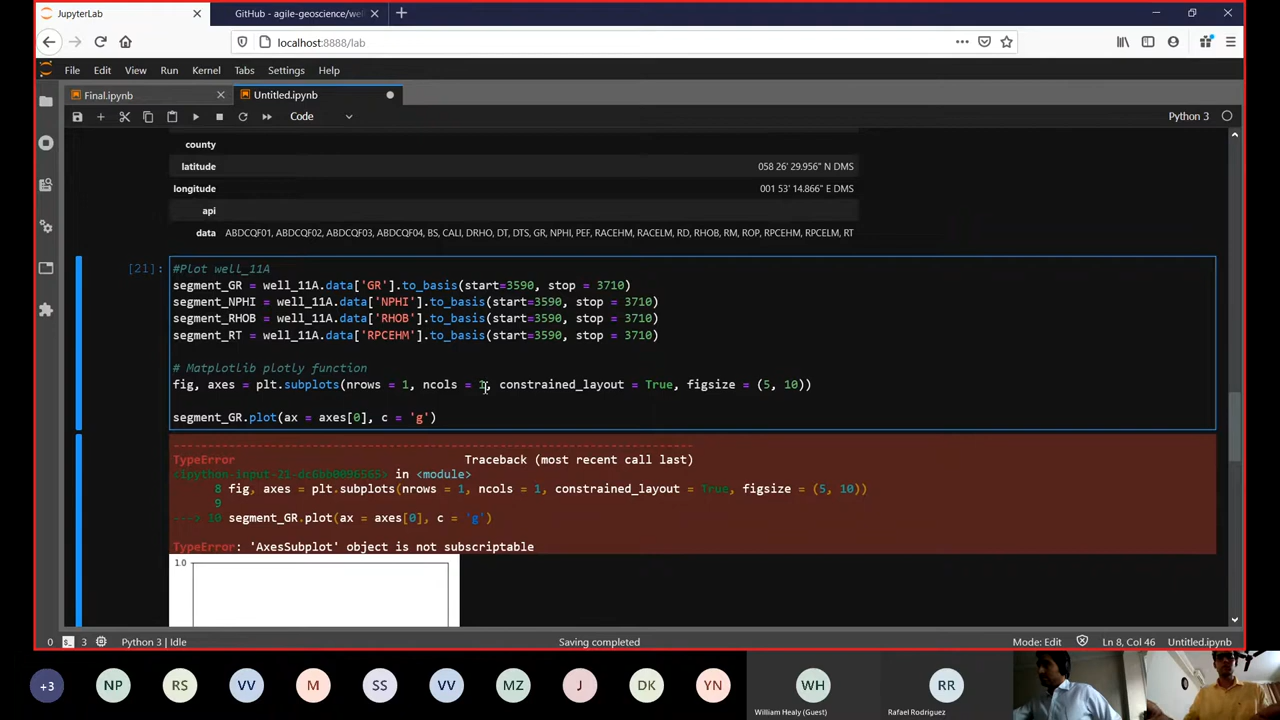 JupyterLab
GitHub - agile-geoscience/wel
localhost:8888/lab
File Edit View Run Kernel Tabs Settings Help
Final.ipynb
Untitled.ipynb
Code
Python 3
county
latitude 058 26' 29.956" N DMS
longitude 001 53' 14.866" E DMS
api
data ABDCQF01, ABDCQF02, ABDCQF03, ABDCQF04, BS, CALI, DRHO, DT, DTS, GR, NPHI, PEF, RACEHM, RACELM, RD, RHOB, RM, ROP, RPCEHM, RPCELM, RT
[21]: #Plot well_11A
segment_GR = well_11A.data['GR'].to_basis(start=3590, stop = 3710)
segment_NPHI = well_11A.data['NPHI'].to_basis(start=3590, stop = 3710)
segment_RHOB = well_11A.data['RHOB'].to_basis(start=3590, stop = 3710)
segment_RT = well_11A.data['RPCEHM'].to_basis(start=3590, stop = 3710)
# Matplotlib plotly function
fig, axes = plt.subplots(nrows = 1, ncols = 1, constrained_layout = True, figsize = (5, 10))
segment_GR.plot(ax = axes[0], c = 'g')
---------------------------------------------------------------------------
TypeError Traceback (most recent call last)
<ipython-input-21-dc6bb0096565> in <module>
8 fig, axes = plt.subplots(nrows = 1, ncols = 1, constrained_layout = True, figsize = (5, 10))
9
---> 10 segment_GR.plot(ax = axes[0], c = 'g')
TypeError: 'AxesSubplot' object is not subscriptable
1.0
0 3 Python 3 | Idle Saving completed Mode: Edit Ln 8, Col 46 Untitled.ipynb
+3 NP RS VV M SS VV MZ J DK YN WH RR
William Healy (Guest) Rafael Rodriguez